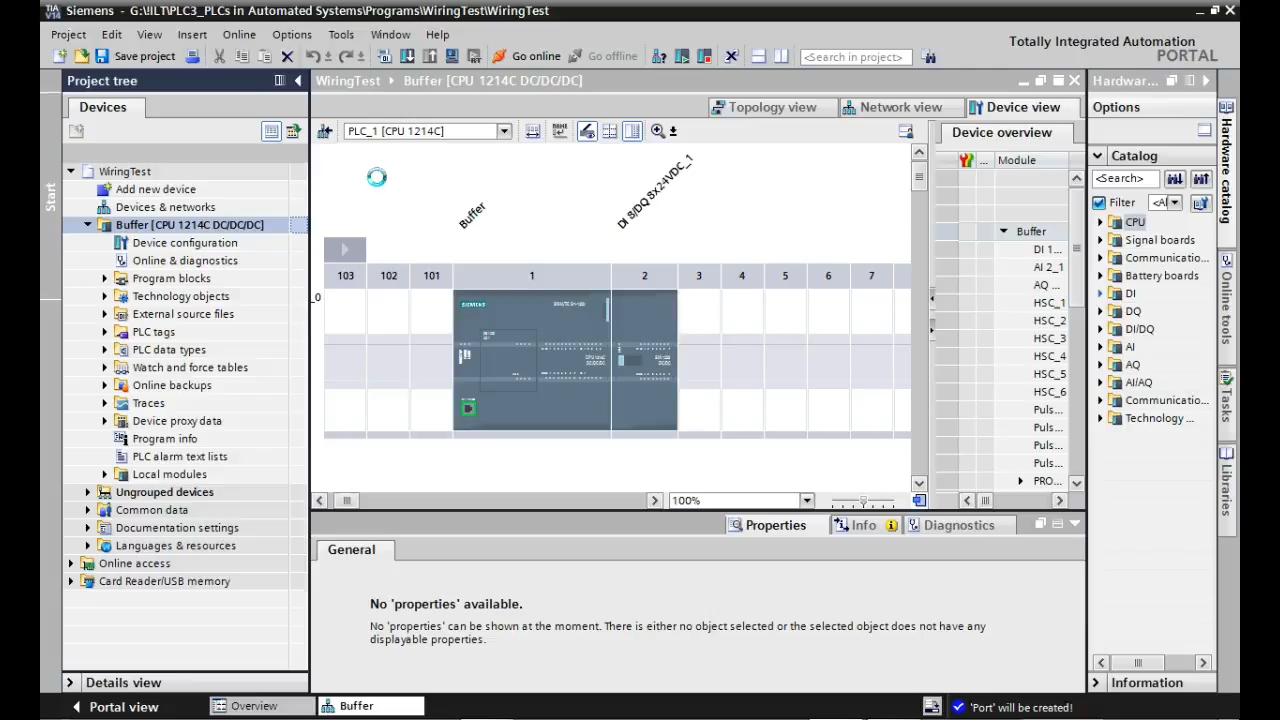 TIA
V14
Siemens - G:\!ILT\PLC3_PLCs in Automated Systems\Programs\WiringTest\WiringTest
Project Edit View Insert Online Options Tools Window Help
Totally Integrated Automation
PORTAL
Save project
Go online
Go offline
<Search in project>
Project tree
WiringTest
Buffer [CPU 1214C DC/DC/DC]
Hardwar...
Devices
Topology view
Network view
Device view
Options
PLC_1 [CPU 1214C]
Device overview
Start
... Module
Catalog
<Search>
Filter
<Al
WiringTest
Add new device
Devices & networks
Buffer [CPU 1214C DC/DC/DC]
Device configuration
Online & diagnostics
Program blocks
Technology objects
External source files
PLC tags
PLC data types
Watch and force tables
Online backups
Traces
Device proxy data
Program info
PLC alarm text lists
Local modules
Ungrouped devices
Common data
Documentation settings
Languages & resources
Online access
Card Reader/USB memory
Details view
Buffer
DI 8/DQ 8x24VDC_1
103 102 101 1 2 3 4 5 6 7
_0
SIEMENS
100%
Buffer
DI 1...
AI 2_1
AQ ...
HSC_1
HSC_2
HSC_3
HSC_4
HSC_5
HSC_6
Puls...
Puls...
Puls...
Puls...
PRO...
CPU
Signal boards
Communicatio...
Battery boards
DI
DQ
DI/DQ
AI
AQ
AI/AQ
Communicatio...
Technology ...
Information
Hardware catalog
Online tools
Tasks
Libraries
Properties
Info
Diagnostics
General
No 'properties' available.
No 'properties' can be shown at the moment. There is either no object selected or the selected object does not have any
displayable properties.
Portal view
Overview
Buffer
'Port' will be created!